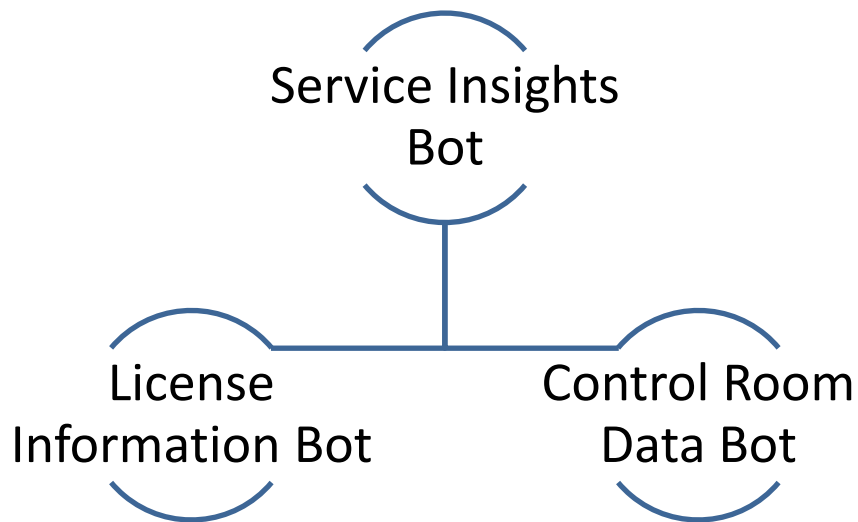 Service Insights
Bot
License
Information Bot
Control Room
Data Bot